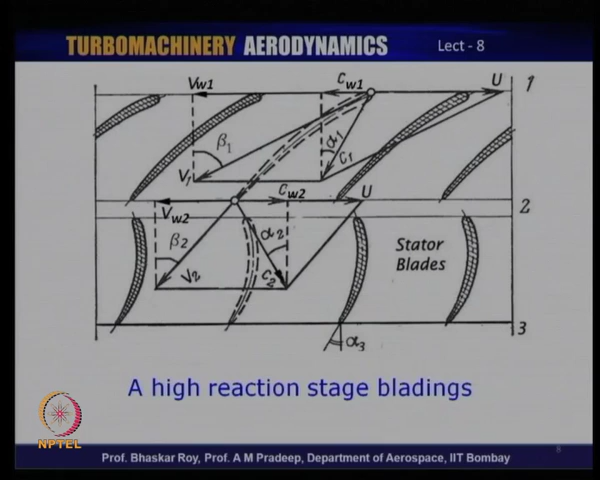 TURBOMACHINERY AERODYNAMICS Lect - 8
Vw1 Cw1 U 1
β1 α1 C1
V1
Cw2 U 2
Vw2
β2 α2 Stator
V2 C2 Blades
3
α3
A high reaction stage bladings
NPTEL
Prof. Bhaskar Roy, Prof. A M Pradeep, Department of Aerospace, IIT Bombay 8